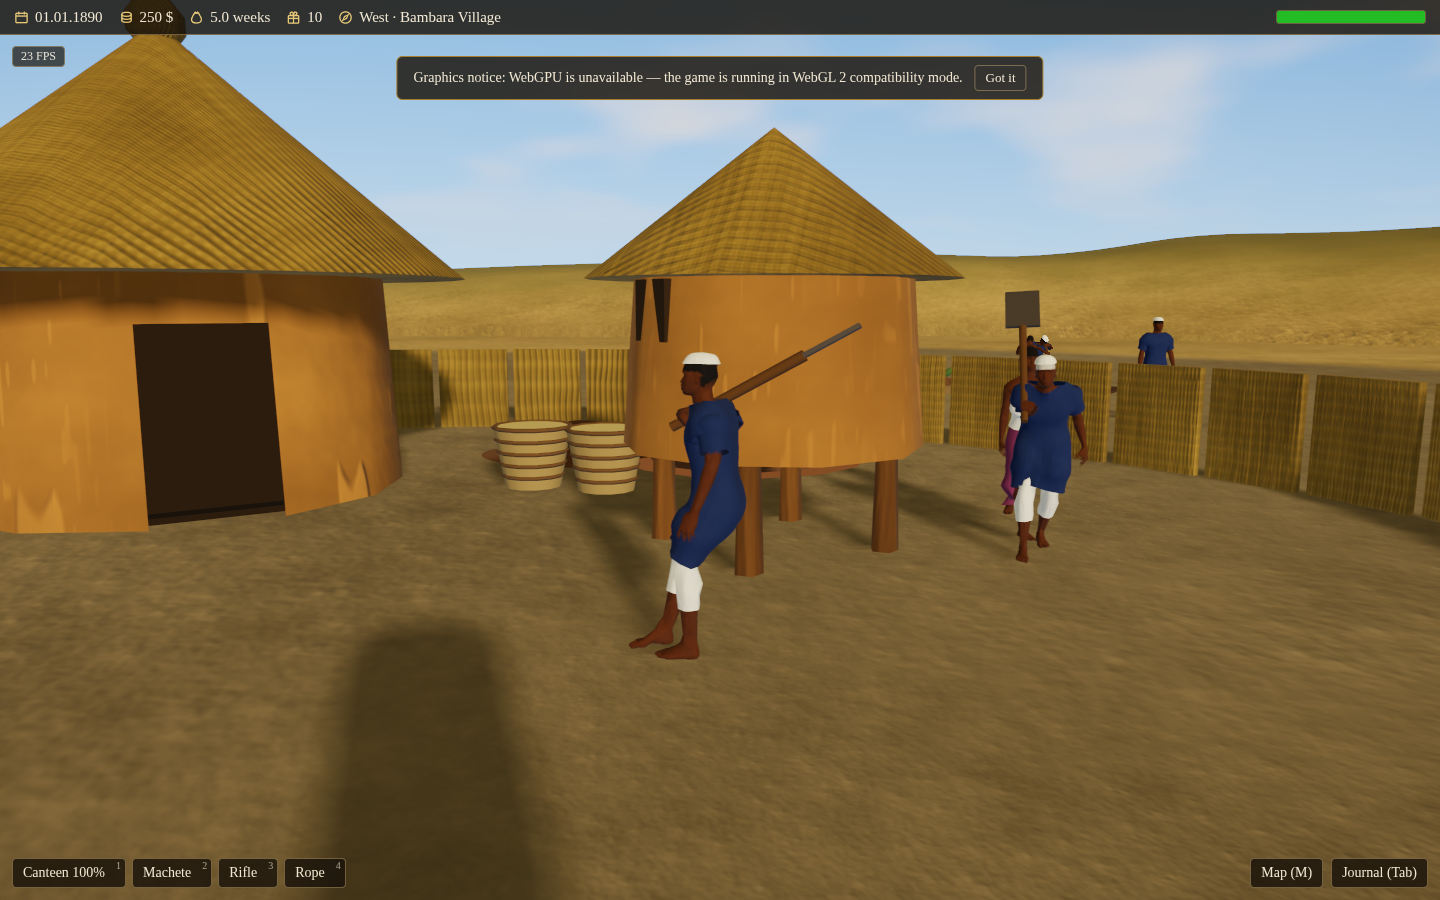 01.01.1890 250 $ 5.0 weeks 10 West · Bambara Village
23 FPS
Graphics notice: WebGPU is unavailable — the game is running in WebGL 2 compatibility mode. Got it
Canteen 100% 1 Machete 2 Rifle 3 Rope 4 Map (M) Journal (Tab)